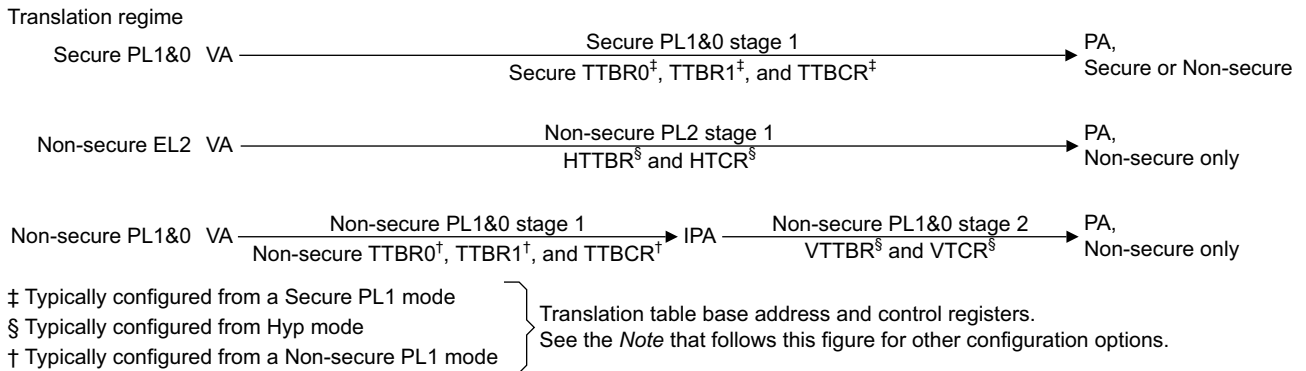 Translation regime
Secure PL1&0 VA Secure PL1&0 stage 1 PA,
Secure TTBR0‡, TTBR1‡, and TTBCR‡ Secure or Non-secure
Non-secure EL2 VA Non-secure PL2 stage 1 PA,
HTTBR§ and HTCR§ Non-secure only
Non-secure PL1&0 VA Non-secure PL1&0 stage 1 IPA Non-secure PL1&0 stage 2 PA,
Non-secure TTBR0†, TTBR1†, and TTBCR† VTTBR§ and VTCR§ Non-secure only
‡ Typically configured from a Secure PL1 mode
§ Typically configured from Hyp mode
† Typically configured from a Non-secure PL1 mode
Translation table base address and control registers.
See the Note that follows this figure for other configuration options.